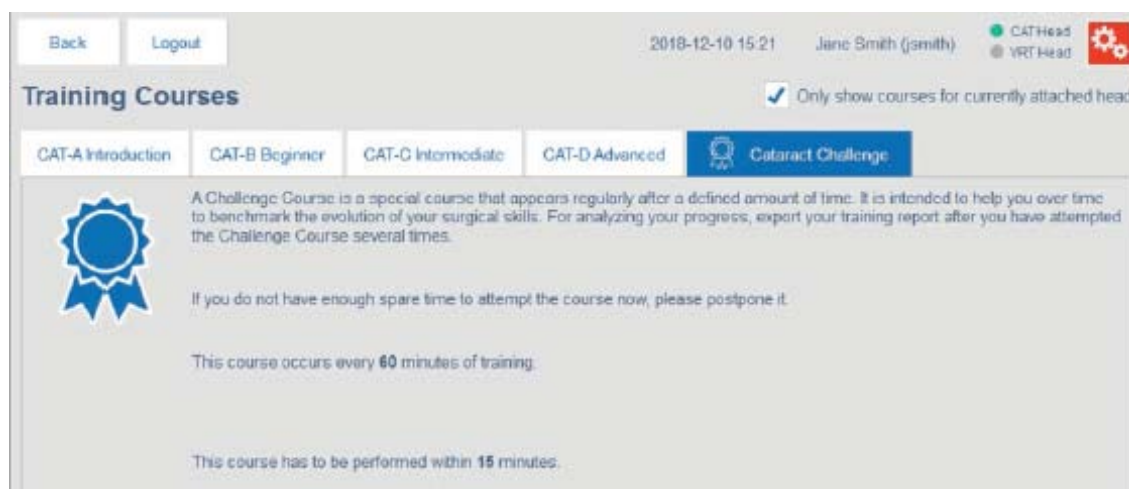 Back Logout 2018-12-10 15:21 Jane Smith (jsmith) CATHead
VRTHead
Training Courses Only show courses for currently attached head
CAT-A Introduction CAT-B Beginner CAT-C Intermediate CAT-D Advanced Cataract Challenge
A Challenge Course is a special course that appears regularly after a defined amount of time. It is intended to help you over time
to benchmark the evolution of your surgical skills. For analyzing your progress, export your training report after you have attempted
the Challenge Course several times.
If you do not have enough spare time to attempt the course now, please postpone it.
This course occurs every 60 minutes of training.
This course has to be performed within 15 minutes.